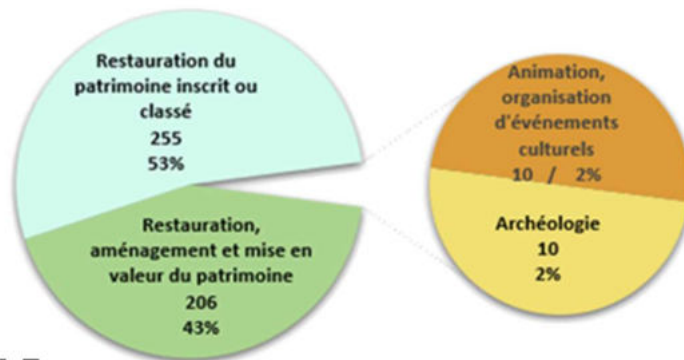 Restauration du
patrimoine inscrit ou
classé
255
53%
Restauration,
aménagement et mise en
valeur du patrimoine
206
43%
Animation,
organisation
d'événements
culturels
10 / 2%
Archéologie
10
2%